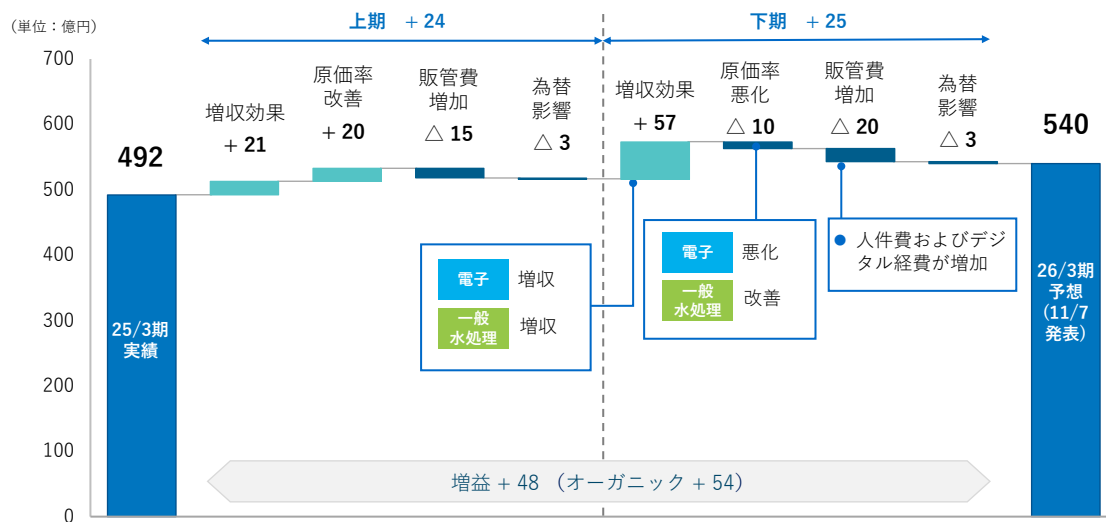 (単位：億円)
上期 + 24
下期 + 25
700
600
500
400
300
200
100
0
492
25/3期
実績
増収効果
+ 21
原価率
改善
+ 20
販管費
増加
△ 15
為替
影響
△ 3
増収効果
+ 57
原価率
悪化
△ 10
販管費
増加
△ 20
為替
影響
△ 3
540
26/3期
予想
(11/7
発表)
電子 増収
一般
水処理 増収
電子 悪化
一般
水処理 改善
● 人件費およびデジ
タル経費が増加
増益 + 48 （オーガニック + 54）